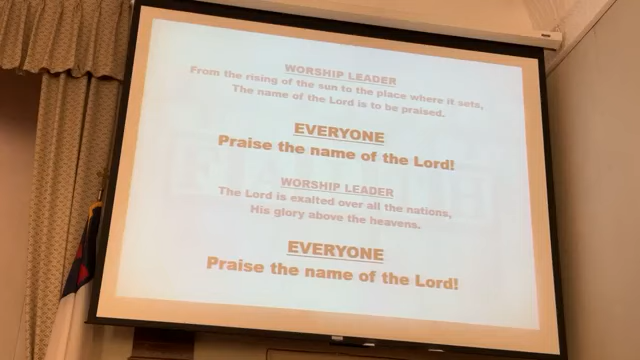 WORSHIP LEADER
From the rising of the sun to the place where it sets,
The name of the Lord is to be praised.
EVERYONE
Praise the name of the Lord!
WORSHIP LEADER
The Lord is exalted over all the nations,
His glory above the heavens.
EVERYONE
Praise the name of the Lord!